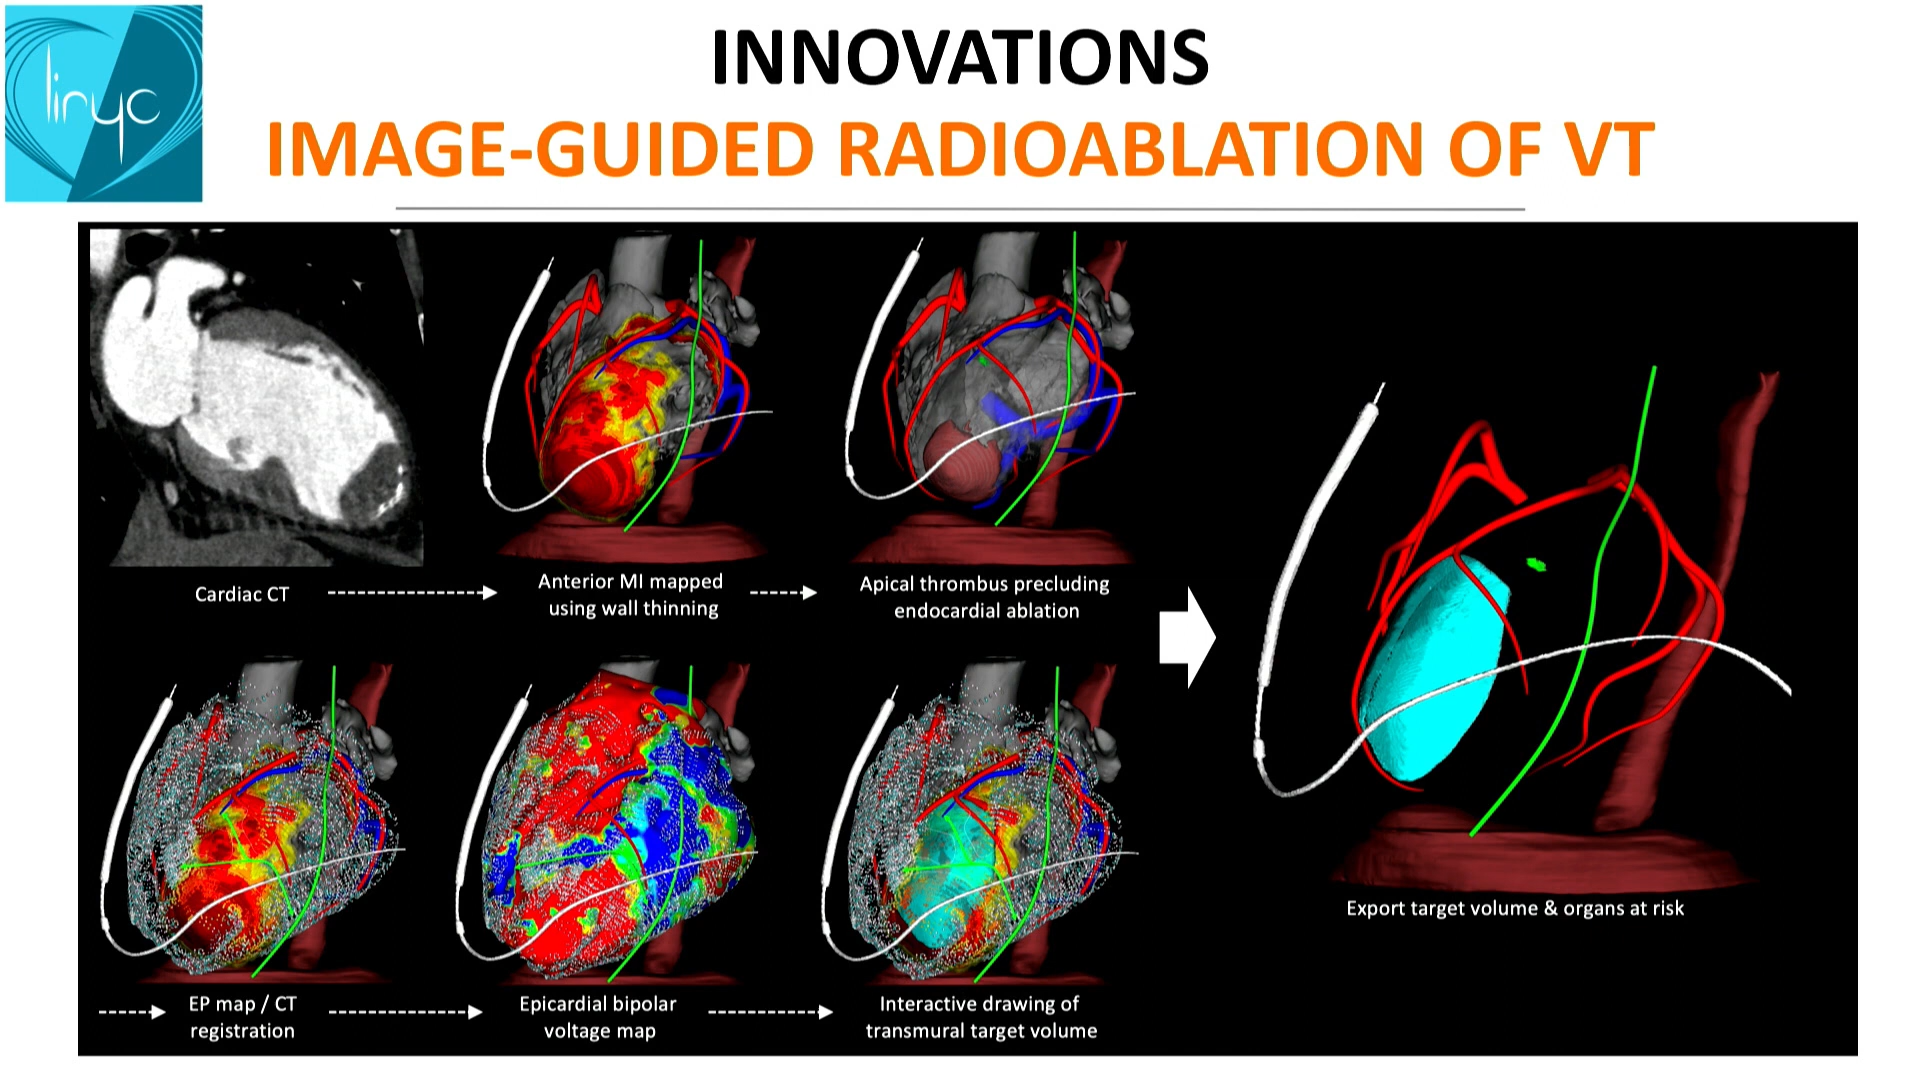 liryc
INNOVATIONS
IMAGE-GUIDED RADIOABLATION OF VT
Cardiac CT
Anterior MI mapped
using wall thinning
Apical thrombus precluding
endocardial ablation
EP map / CT
registration
Epicardial bipolar
voltage map
Interactive drawing of
transmural target volume
Export target volume & organs at risk